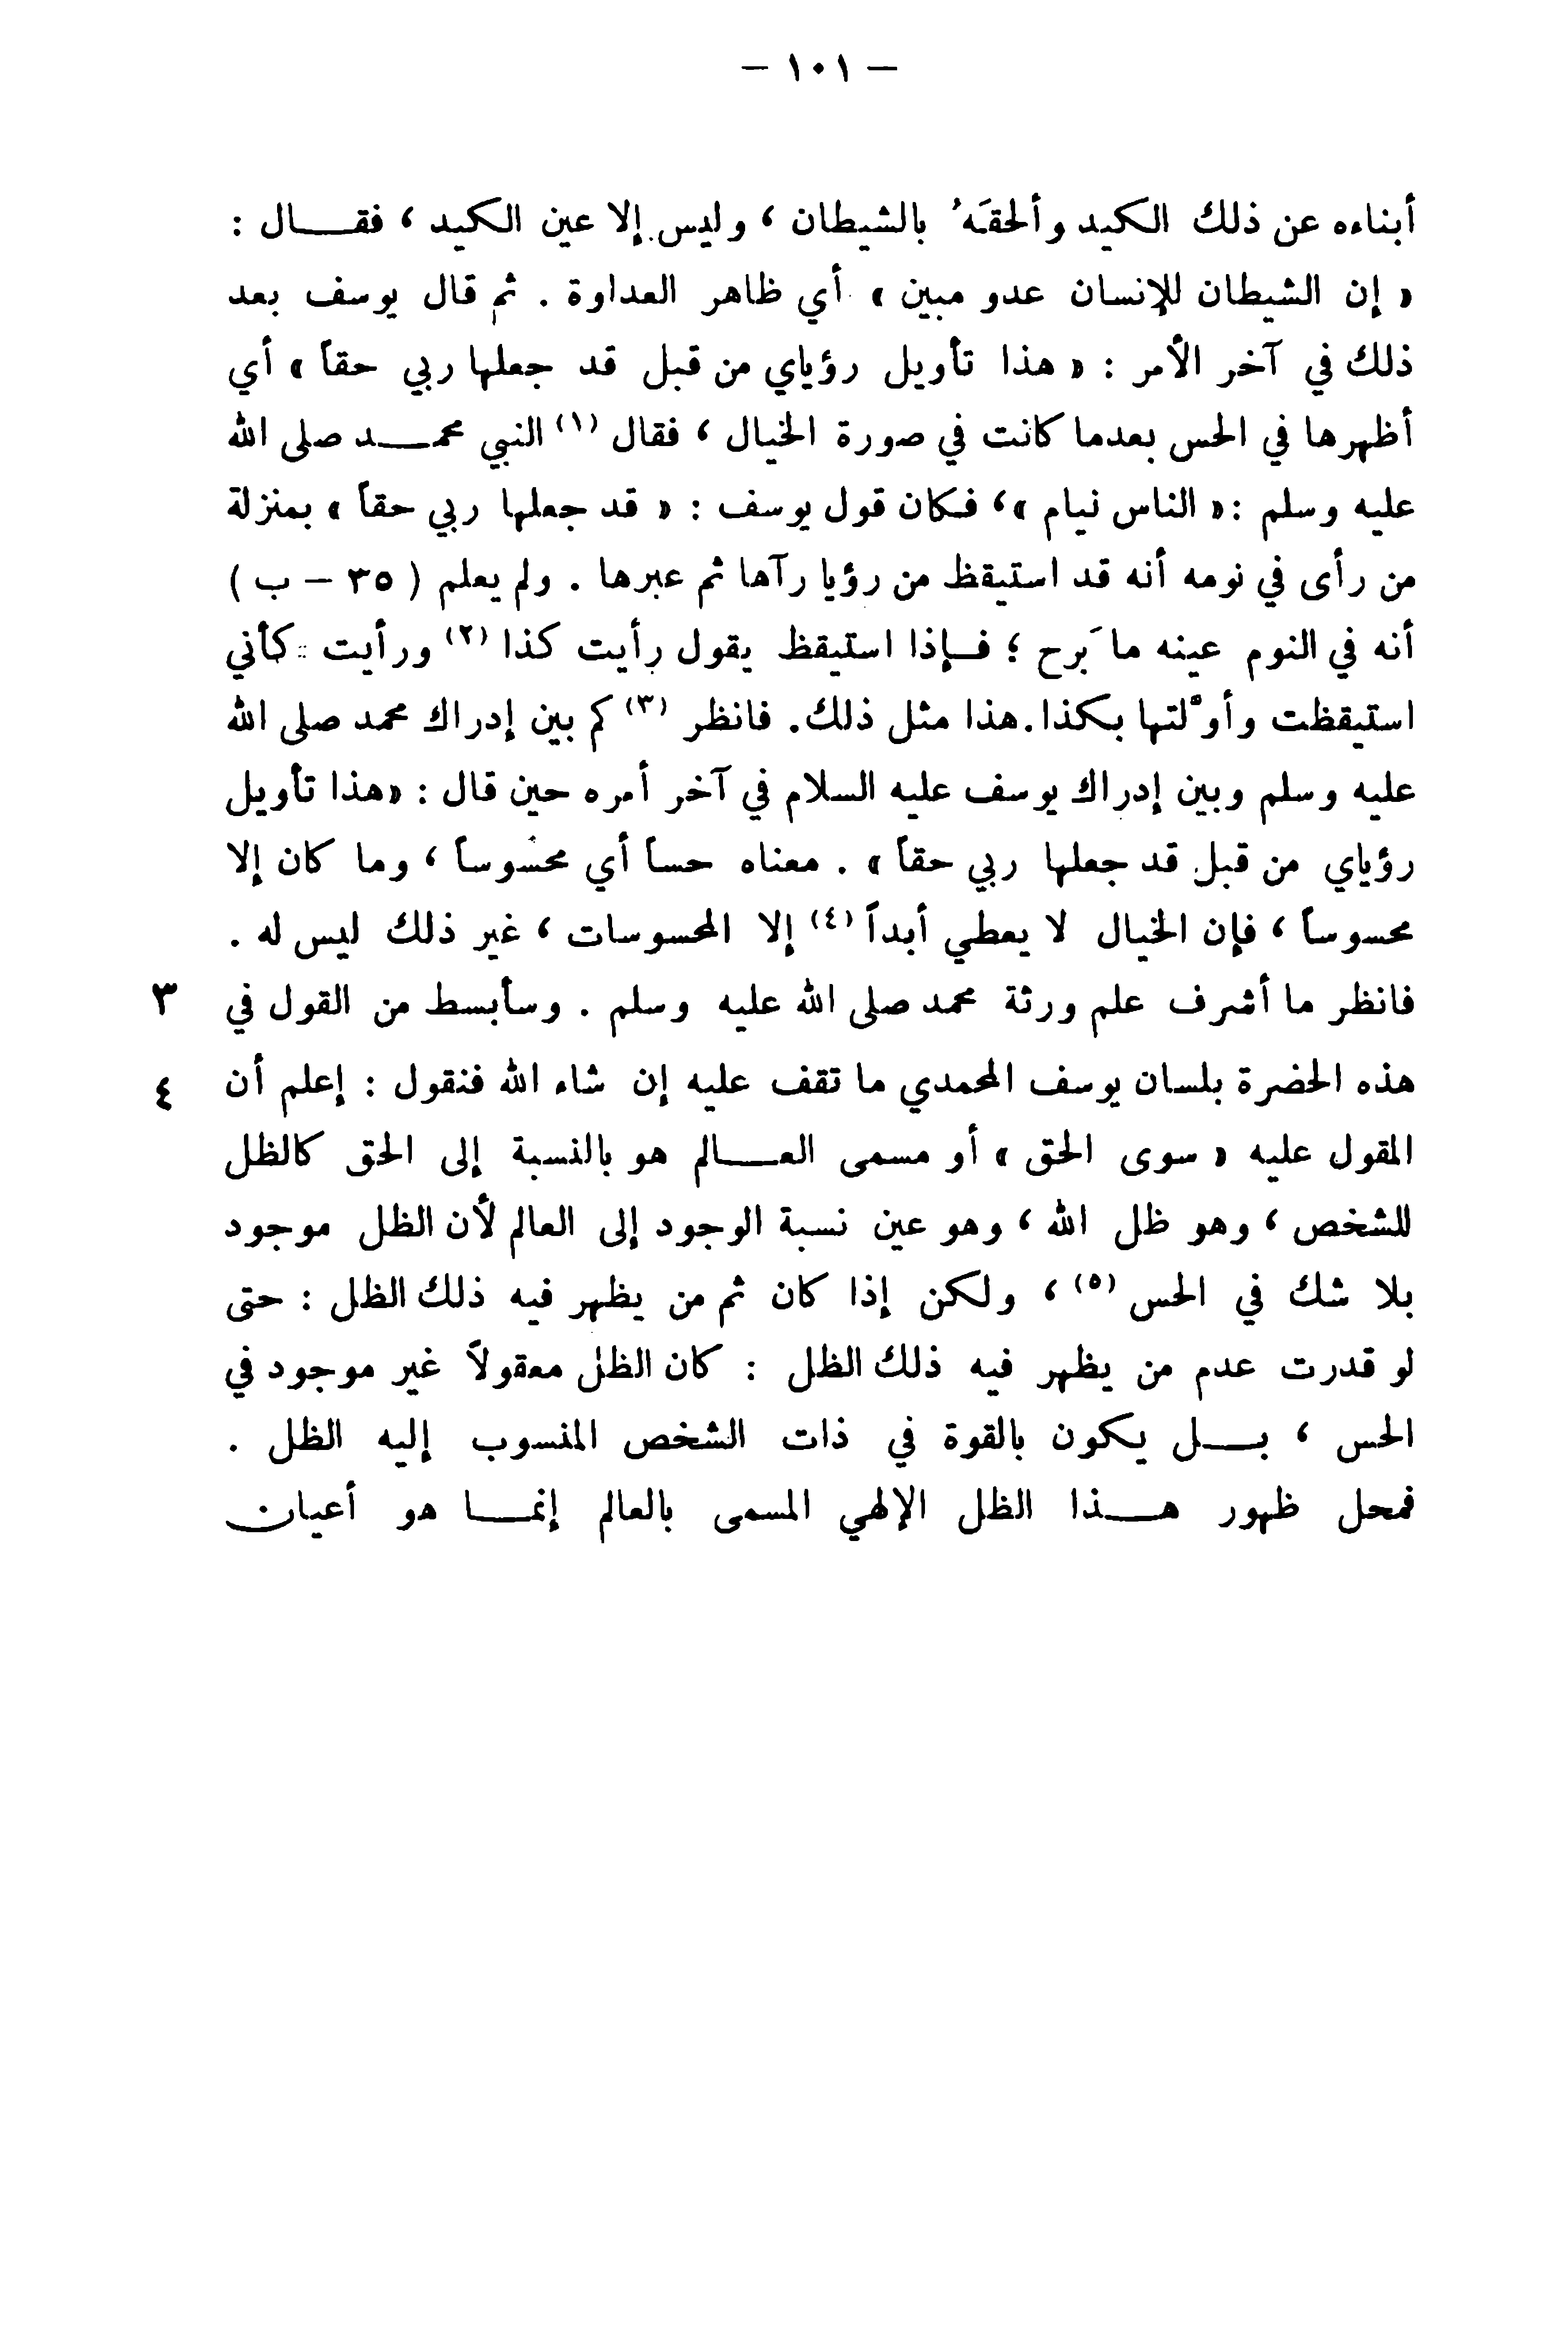 – ١٠١ –
أبناءه عن ذلك الكيد وألحقَهُ بالشيطان ، وليس إلا عين الكيد ، فقـــال :
« إن الشيطان للإنسان عدو مبين » أي ظاهر العداوة . ثم قال يوسف بعد
ذلك في آخر الأمر : « هذا تأويل رؤياي من قبل قد جعلها ربي حقاً » أي
أظهرها في الحس بعدما كانت في صورة الخيال ، فقال (١) النبي محمـــد صلى الله
عليه وسلم :« الناس نيام »، فكان قول يوسف : « قد جعلها ربي حقاً » بمنزلة
من رأى في نومه أنه قد استيقظ من رؤيا رآها ثم عبرها . ولم يعلم ( ٣٥ – ب )
أنه في النوم عينه ما بَرح ؛ فـإذا استيقظ يقول رأيت كذا (٢) ورأيت كأني
استيقظت وأوَّلتها بكذا.هذا مثل ذلك. فانظر (٣) كم بين إدراك محمد صلى الله
عليه وسلم وبين إدراك يوسف عليه السلام في آخر أمره حين قال : «هذا تأويل
رؤياي من قبل قد جعلها ربي حقاً » . معناه حساً أي محسوساً ، وما كان إلا
محسوساً ، فإن الخيال لا يعطي أبداً (٤) إلا المحسوسات ، غير ذلك ليس له .
فانظر ما أشرف علم ورثة محمد صلى الله عليه وسلم . وسأبسط من القول في ٣
هذه الحضرة بلسان يوسف المحمدي ما تقف عليه إن شاء الله فنقول : إعلم أن ٤
المقول عليه « سوى الحق » أو مسمى العـــالم هو بالنسبة إلى الحق كالظل
للشخص ، وهو ظل الله ، وهو عين نسبة الوجود إلى العالم لأن الظل موجود
بلا شك في الحس (٥) ، ولكن إذا كان ثم من يظهر فيه ذلك الظل : حتى
لو قدرت عدم من يظهر فيه ذلك الظل : كان الظل معقولاً غير موجود في
الحس ، بـــل يكون بالقوة في ذات الشخص المنسوب إليه الظل .
فمحل ظهور هـــذا الظل الإلهي المسمى بالعالم إنمـــا هو أعيان